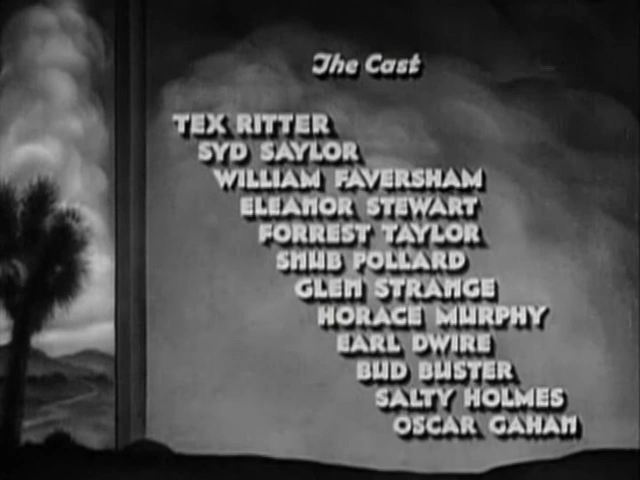 The Cast
TEX RITTER
SYD SAYLOR
WILLIAM FAVERSHAM
ELEANOR STEWART
FORREST TAYLOR
SNUB POLLARD
GLEN STRANGE
HORACE MURPHY
EARL DWIRE
BUD BUSTER
SALTY HOLMES
OSCAR GAHAN